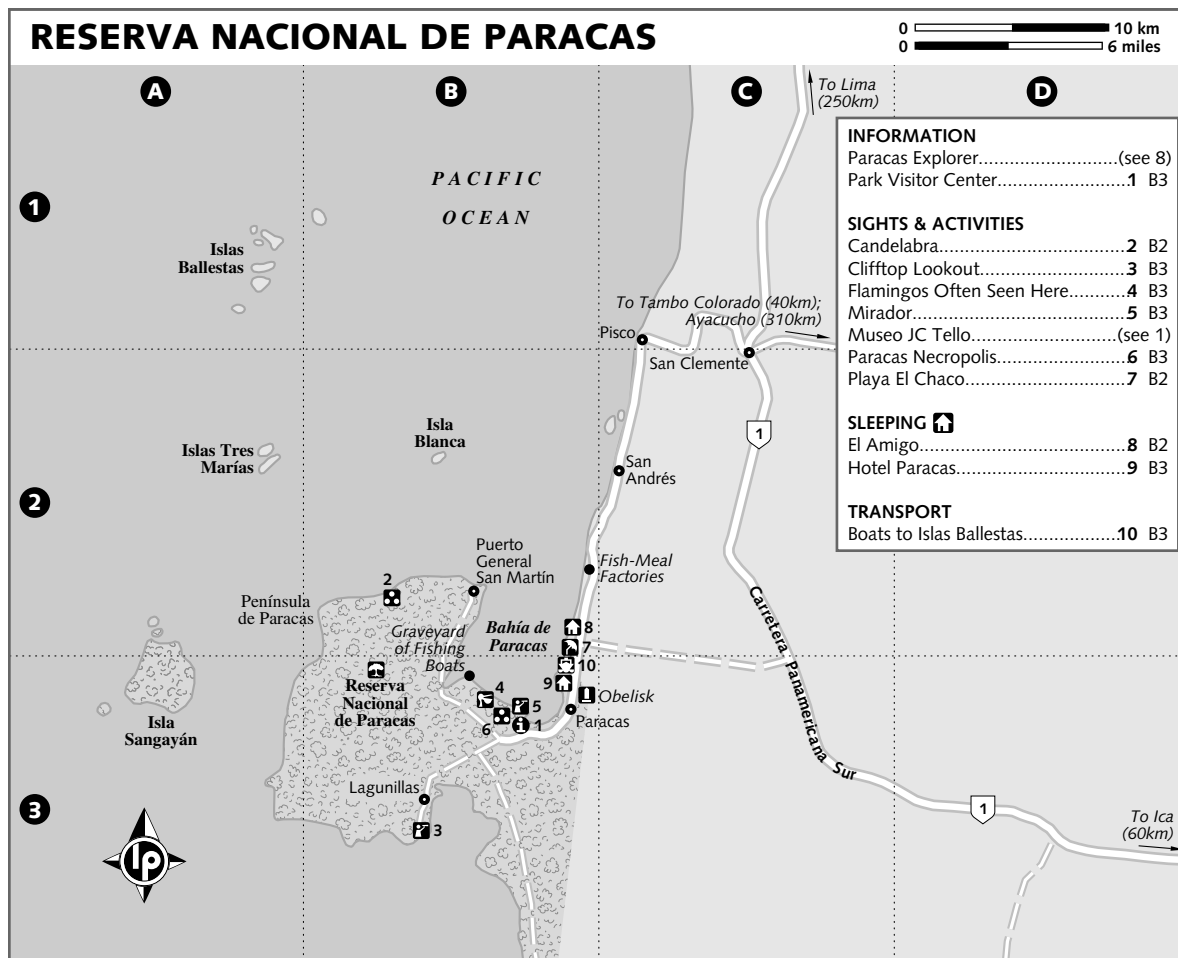 RESERVA NACIONAL DE PARACAS
0 10 km
0 6 miles
A
B
C
D
To Lima
(250km)
INFORMATION
Paracas Explorer.......................(see 8)
Park Visitor Center.......................1 B3
SIGHTS & ACTIVITIES
Candelabra.......................2 B2
Clifftop Lookout.......................3 B3
Flamingos Often Seen Here.......................4 B3
Mirador.......................5 B3
Museo JC Tello.......................(see 1)
Paracas Necropolis.......................6 B3
Playa El Chaco.......................7 B2
SLEEPING
El Amigo.......................8 B2
Hotel Paracas.......................9 B3
TRANSPORT
Boats to Islas Ballestas.......................10 B3
1
PACIFIC
OCEAN
Islas
Ballestas
To Tambo Colorado (40km);
Ayacucho (310km)
Pisco
San Clemente
1
Isla
Blanca
Islas Tres
Marías
2
San
Andrés
Puerto
General
San Martín
Fish-Meal
Factories
2
Península
de Paracas
Graveyard
of Fishing
Boats
Bahía de
Paracas
8
7
10
9
Obelisk
Paracas
4
5
6
1
Reserva
Nacional
de Paracas
Isla
Sangayán
Carretera Panamericana Sur
Lagunillas
3
3
1
To Ica
(60km)
lp